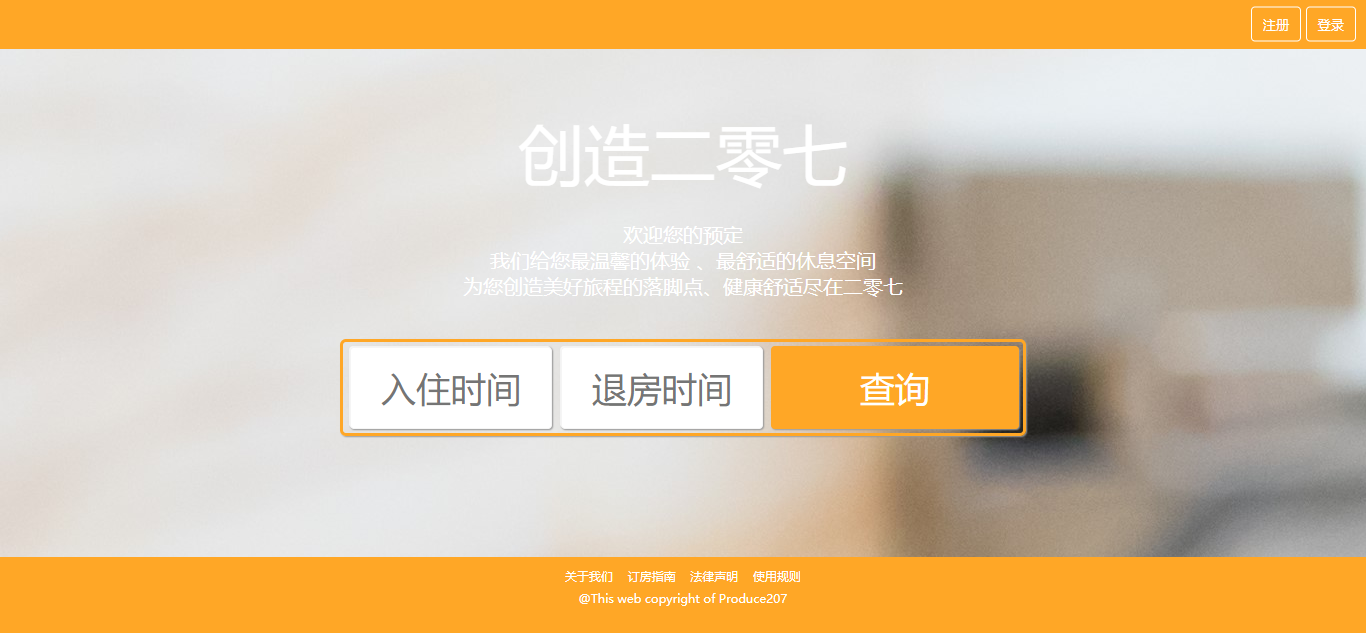 注册 登录
创造二零七
欢迎您的预定
我们给您最温馨的体验 、最舒适的休息空间
为您创造美好旅程的落脚点、健康舒适尽在二零七
入住时间 退房时间 查询
关于我们 订房指南 法律声明 使用规则
@This web copyright of Produce207